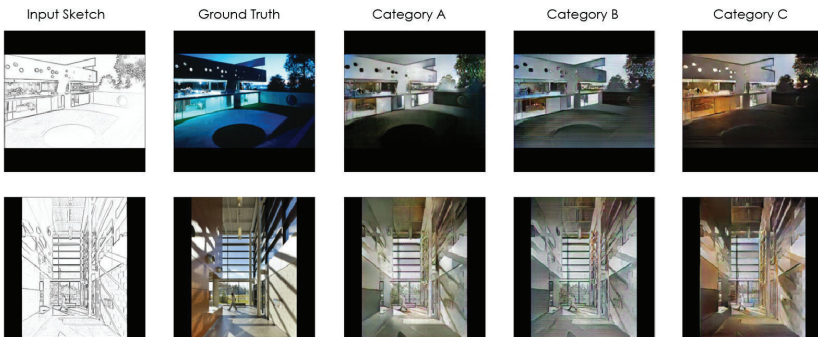 Input Sketch
Ground Truth
Category A
Category B
Category C